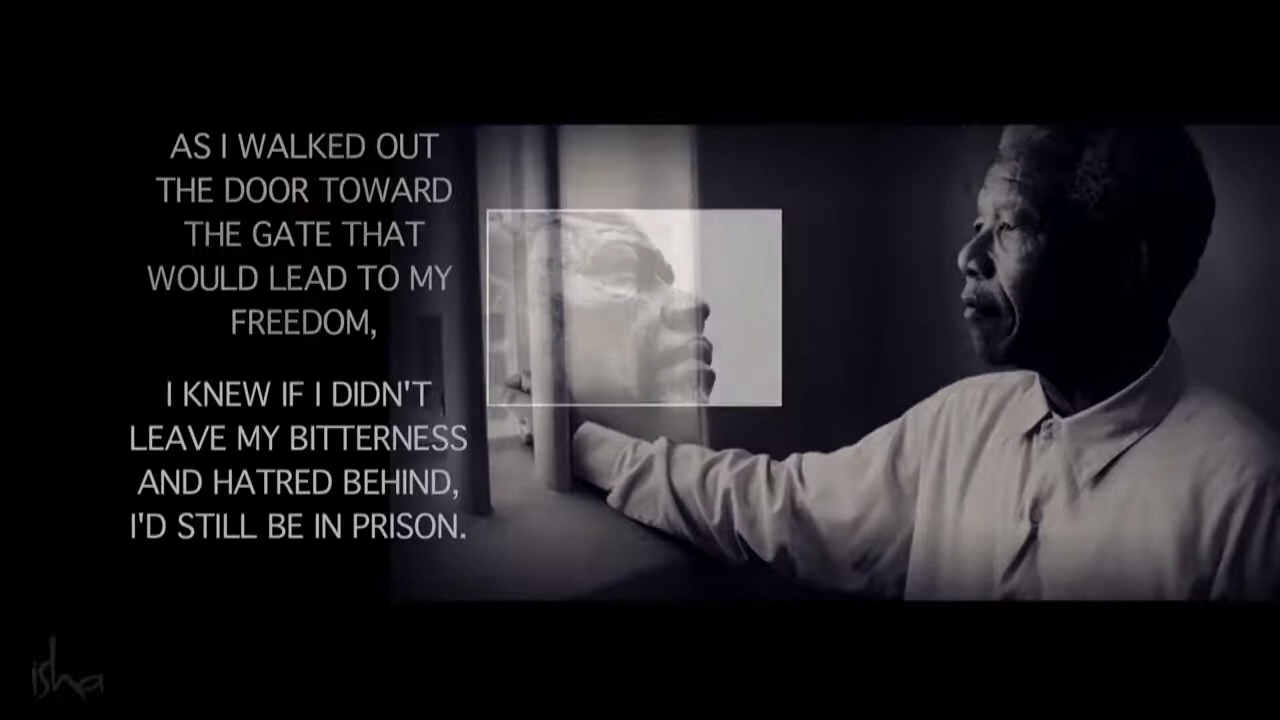 AS I WALKED OUT
THE DOOR TOWARD
THE GATE THAT
WOULD LEAD TO MY
FREEDOM,
I KNEW IF I DIDN'T
LEAVE MY BITTERNESS
AND HATRED BEHIND,
I'D STILL BE IN PRISON.
isha